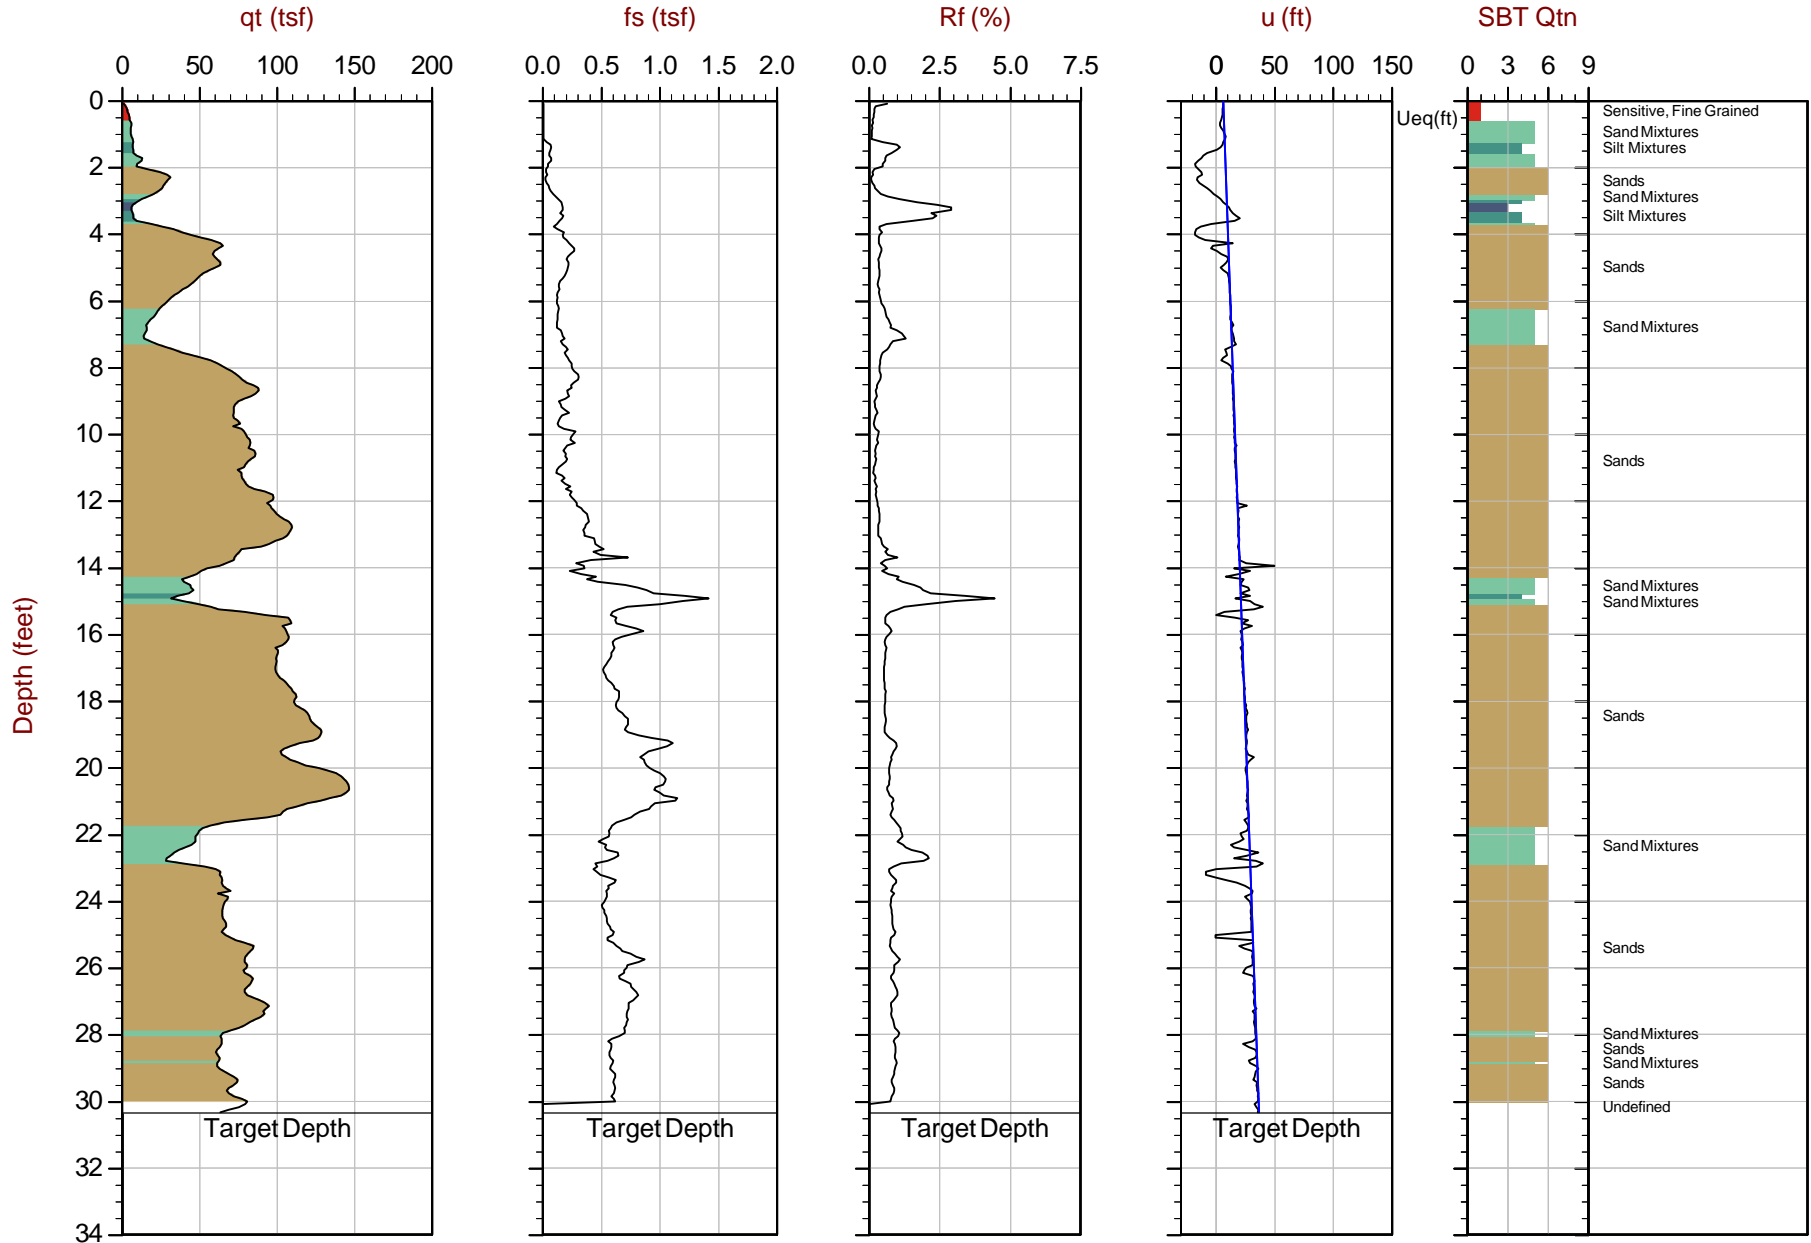 qt (tsf) fs (tsf) Rf (%) u (ft) SBT Qtn
0 50 100 150 200 0.0 0.5 1.0 1.5 2.0 0.0 2.5 5.0 7.5 0 50 100 150 0 3 6 9
0
Sensitive, Fine Grained
Ueq(ft)
Sand Mixtures
Silt Mixtures
2
Sands
Sand Mixtures
Silt Mixtures
4
Sands
6
Sand Mixtures
8
10
Sands
12
14
Sand Mixtures
Sand Mixtures
16
Depth (feet)
18
Sands
20
22
Sand Mixtures
24
Sands
26
28
Sand Mixtures
Sands
Sand Mixtures
Sands
30
Undefined
Target Depth Target Depth Target Depth Target Depth
32
34